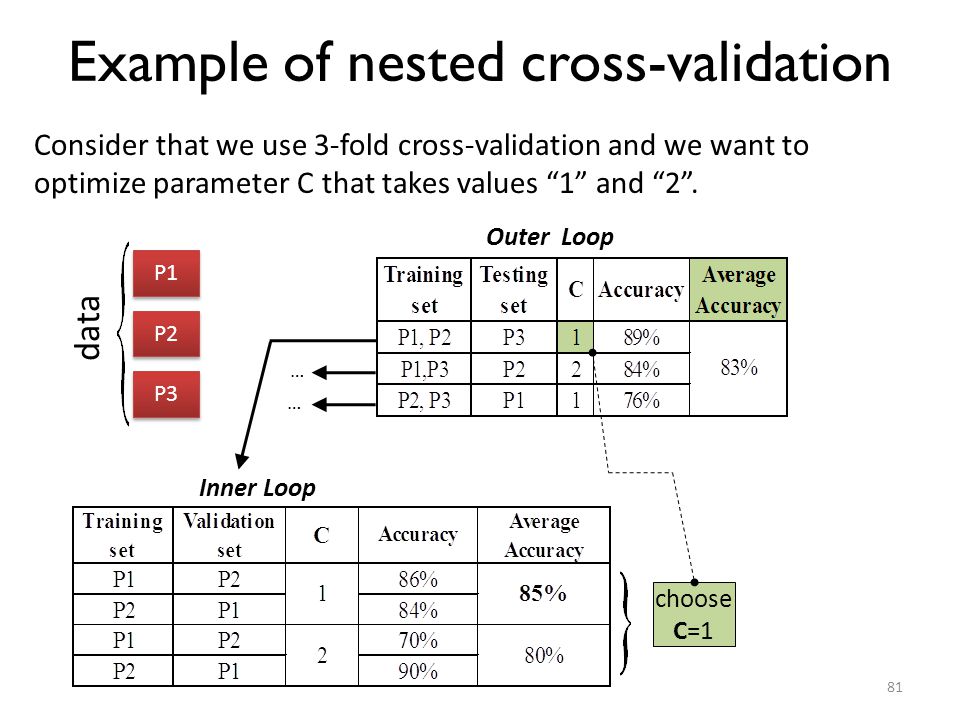 Example of nested cross-validation
Consider that we use 3-fold cross-validation and we want to
optimize parameter C that takes values “1” and “2”.
data
P1
P2
P3
Outer Loop
Training set Testing set C Accuracy Average Accuracy
P1, P2 P3 1 89%
P1,P3 P2 2 84% 83%
P2, P3 P1 1 76%
...
...
Inner Loop
Training set Validation set C Accuracy Average Accuracy
P1 P2 1 86% 85%
P2 P1 84%
P1 P2 2 70% 80%
P2 P1 90%
choose
C=1
81